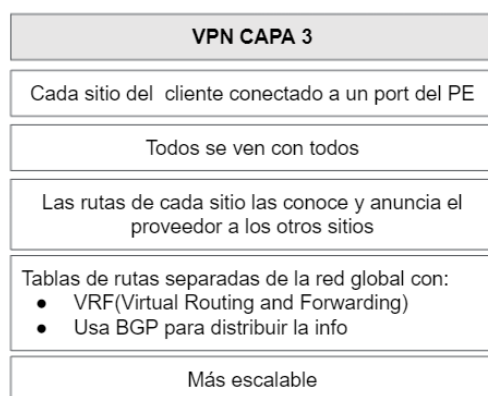 VPN CAPA 3
Cada sitio del cliente conectado a un port del PE
Todos se ven con todos
Las rutas de cada sitio las conoce y anuncia el
proveedor a los otros sitios
Tablas de rutas separadas de la red global con:
● VRF(Virtual Routing and Forwarding)
● Usa BGP para distribuir la info
Más escalable